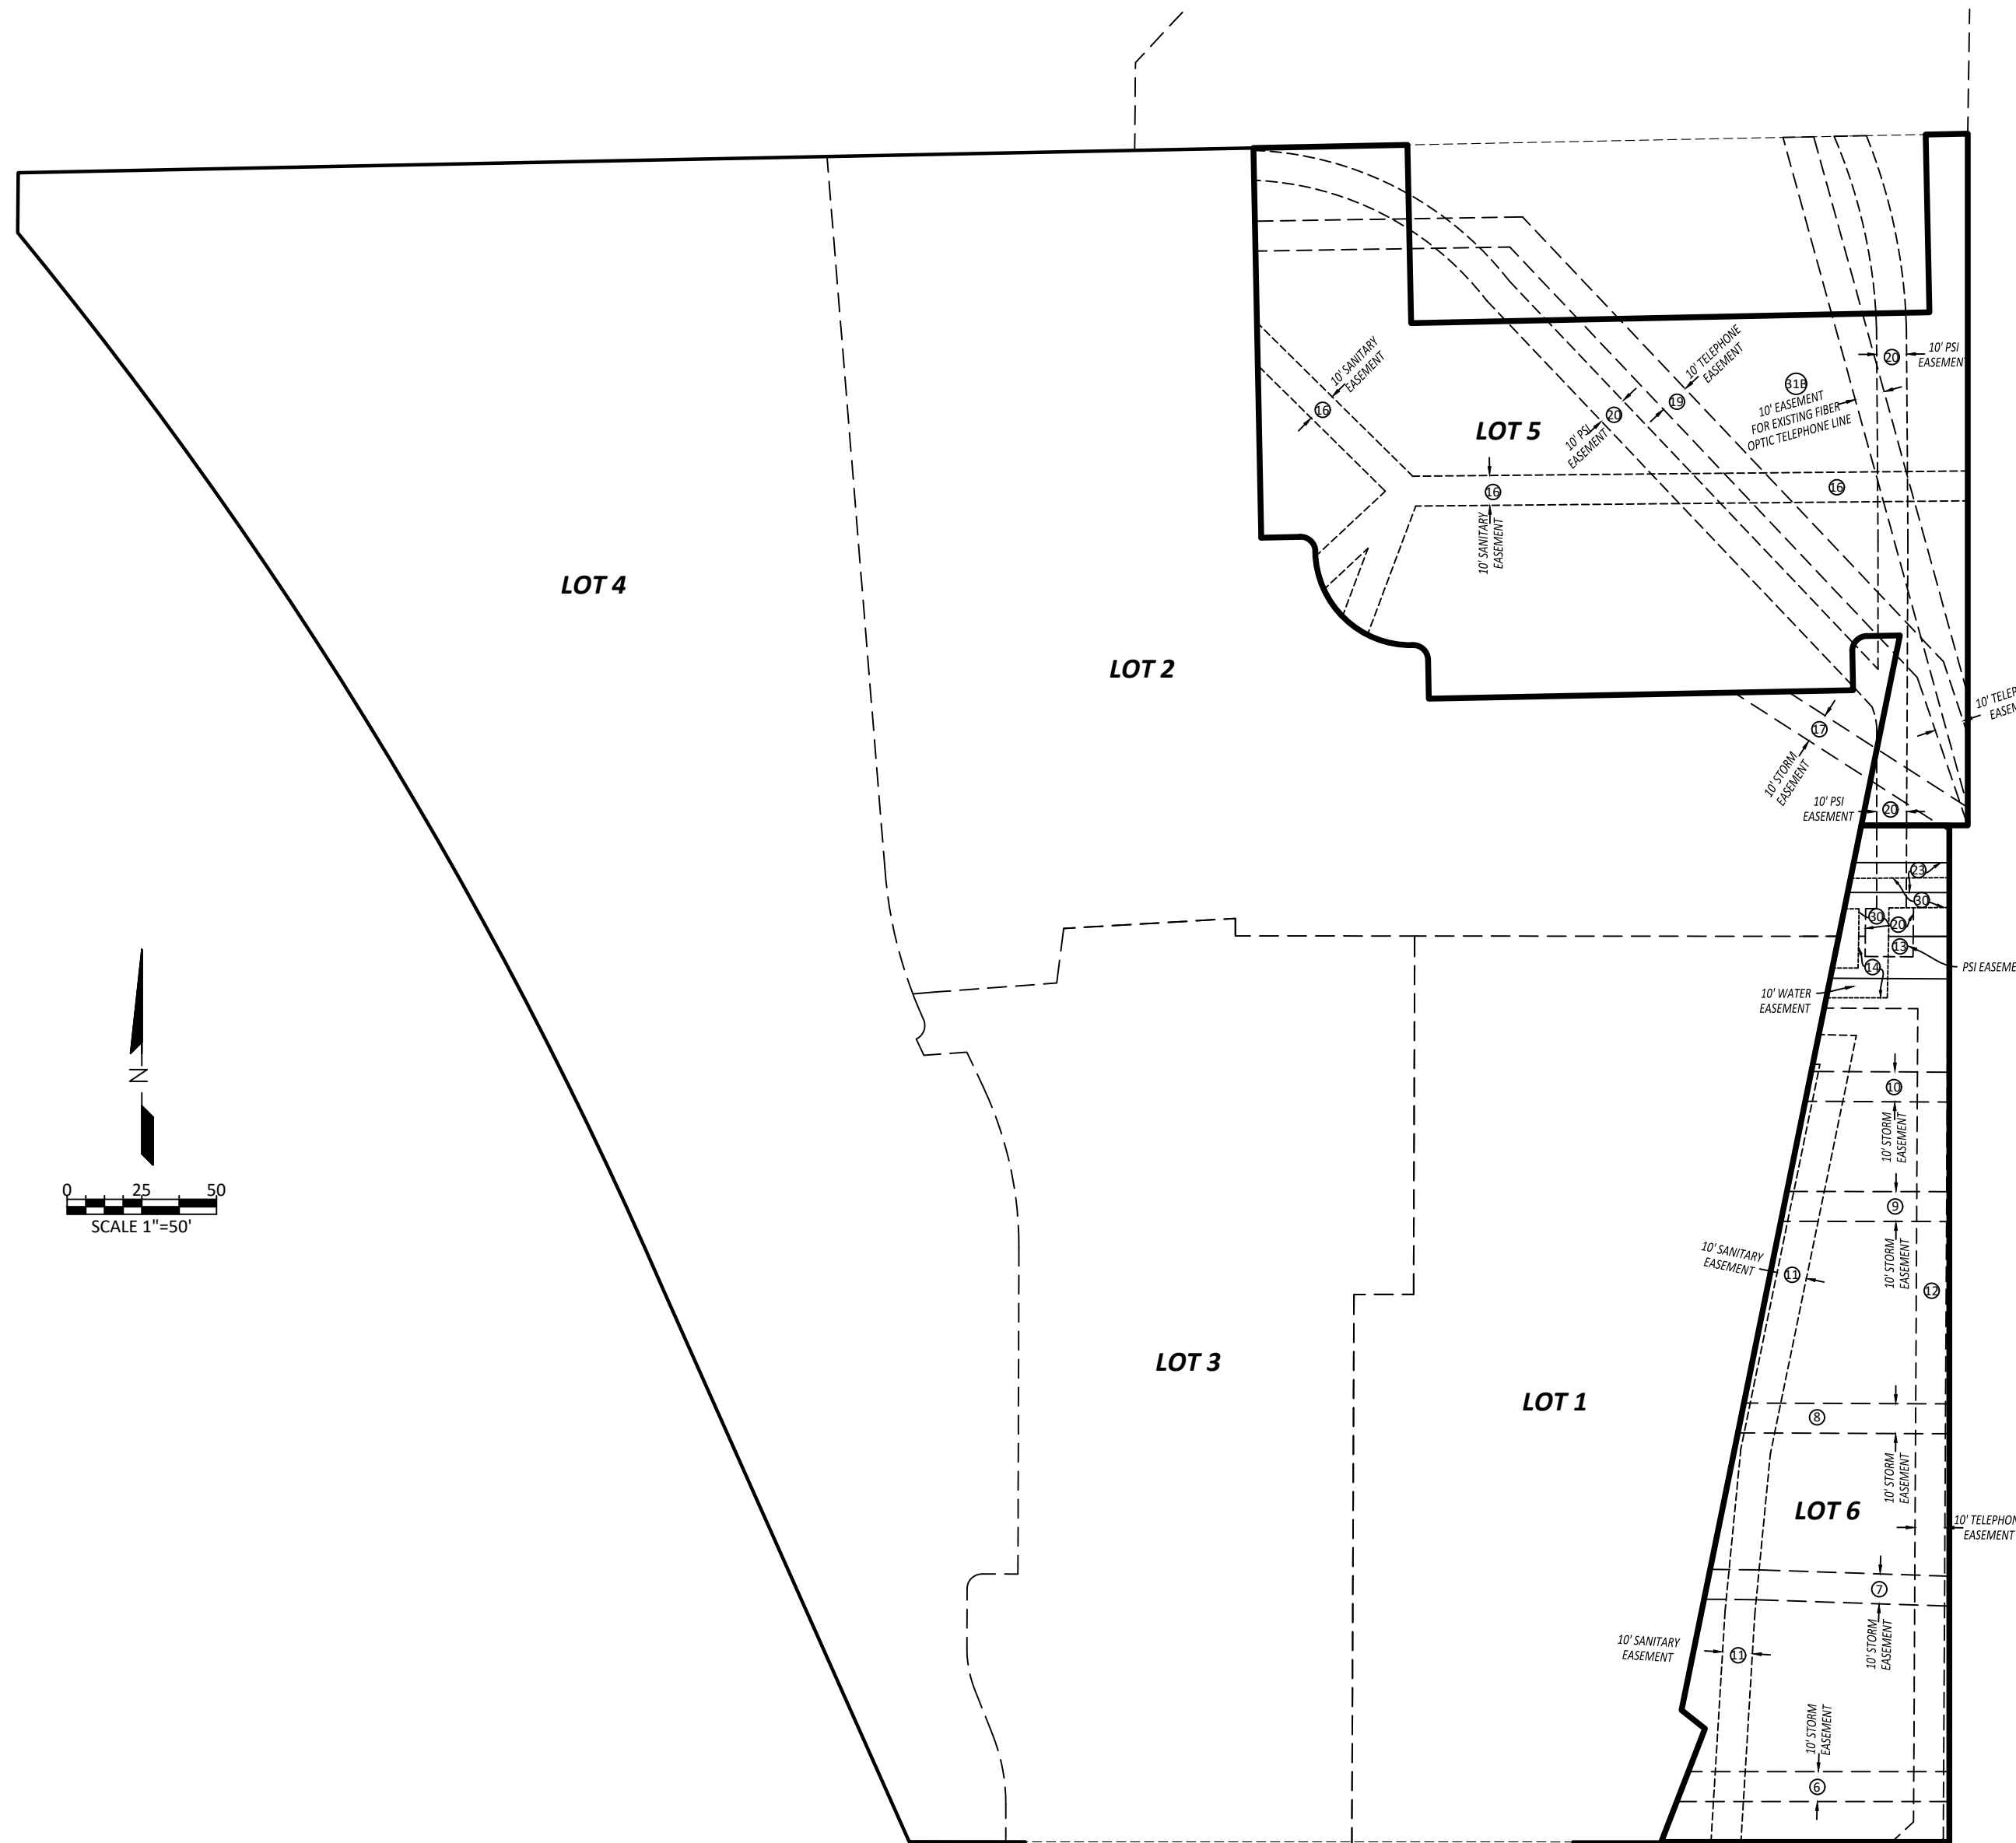 10' SANITARY
EASEMENT
16
10' TELEPHONE
EASEMENT
19
20
10' PSI
EASEMENT
31B
10' EASEMENT
FOR EXISTING FIBER
OPTIC TELEPHONE LINE
20
10' PSI
EASEMENT
LOT 5
16
10' SANITARY
EASEMENT
16
LOT 4
LOT 2
17
10' STORM
EASEMENT
10' PSI
EASEMENT
20
23
30
30
20
13
14
10' WATER
EASEMENT
N
0 25 50
SCALE 1"=50'
10
10' STORM
EASEMENT
9
10' STORM
EASEMENT
10' SANITARY
EASEMENT
11
12
LOT 3
LOT 1
8
10' STORM
EASEMENT
LOT 6
10' TELEPHON
EASEMENT
7
10' STORM
EASEMENT
10' SANITARY
EASEMENT
11
10' STORM
EASEMENT
6